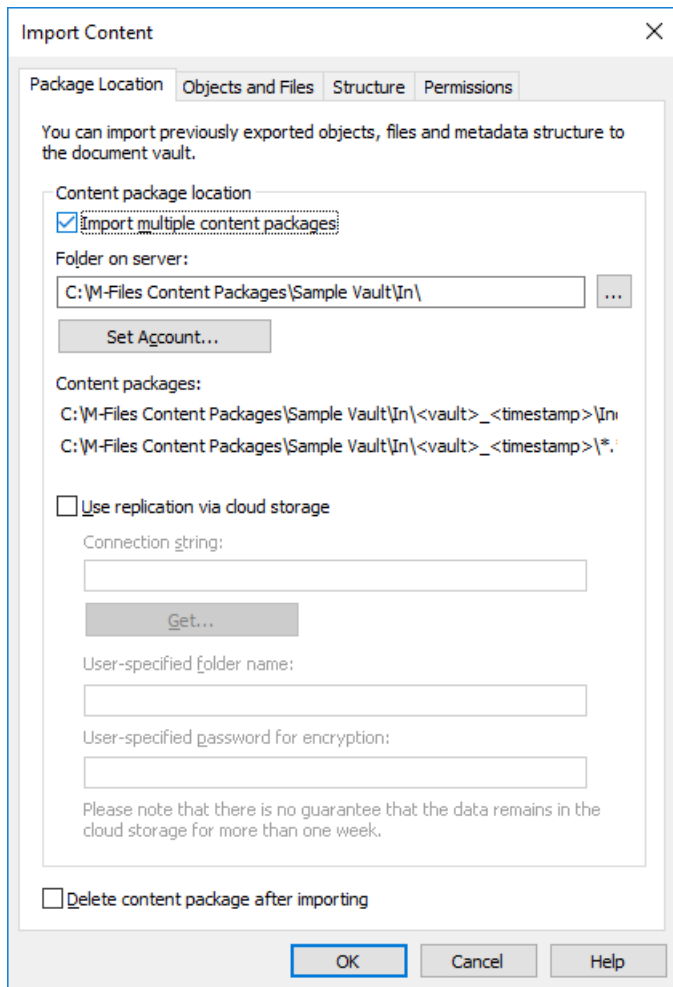 Import Content
Package Location Objects and Files Structure Permissions
You can import previously exported objects, files and metadata structure to
the document vault.
Content package location
Import multiple content packages
Folder on server:
C:\M-Files Content Packages\Sample Vault\In\
...
Set Account...
Content packages:
C:\M-Files Content Packages\Sample Vault\In\<vault>_<timestamp>\In
C:\M-Files Content Packages\Sample Vault\In\<vault>_<timestamp>\*.
Use replication via cloud storage
Connection string:
Get...
User-specified folder name:
User-specified password for encryption:
Please note that there is no guarantee that the data remains in the
cloud storage for more than one week.
Delete content package after importing
OK Cancel Help